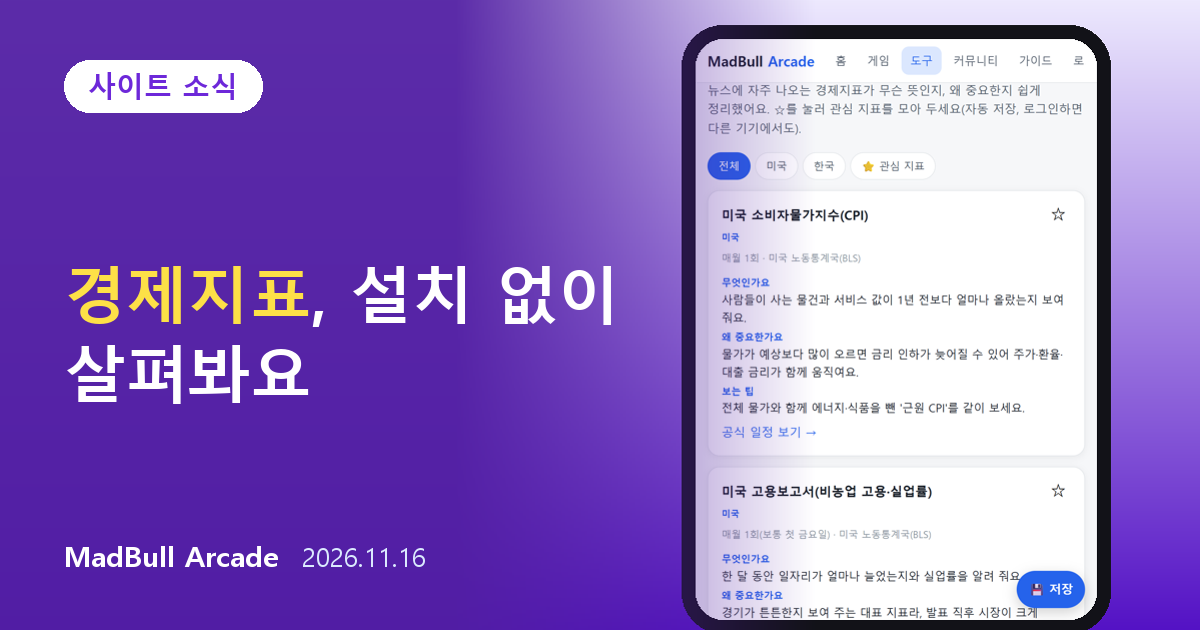 사이트 소식
경제지표, 설치 없이
살펴봐요
MadBull Arcade 2026.11.16
MadBull Arcade 홈 게임 도구 커뮤니티 가이드 로
뉴스에 자주 나오는 경제지표가 무슨 뜻인지, 왜 중요한지 쉽게
정리했어요. ☆를 눌러 관심 지표를 모아 두세요(자동 저장, 로그인하면
다른 기기에서도).
전체 미국 한국 ⭐ 관심 지표
미국 소비자물가지수(CPI) ☆
미국
매월 1회 · 미국 노동통계국(BLS)
무엇인가요
사람들이 사는 물건과 서비스 값이 1년 전보다 얼마나 올랐는지 보여
줘요.
왜 중요한가요
물가가 예상보다 많이 오르면 금리 인하가 늦어질 수 있어 주가·환율·
대출 금리가 함께 움직여요.
보는 팁
전체 물가와 함께 에너지·식품을 뺀 '근원 CPI'를 같이 보세요.
공식 일정 보기 →
미국 고용보고서(비농업 고용·실업률) ☆
미국
매월 1회(보통 첫 금요일) · 미국 노동통계국(BLS)
무엇인가요
한 달 동안 일자리가 얼마나 늘었는지와 실업률을 알려 줘요
💾 저장
왜 중요한가요
경기가 튼튼한지 보여 주는 대표 지표라, 발표 직후 시장이 크게